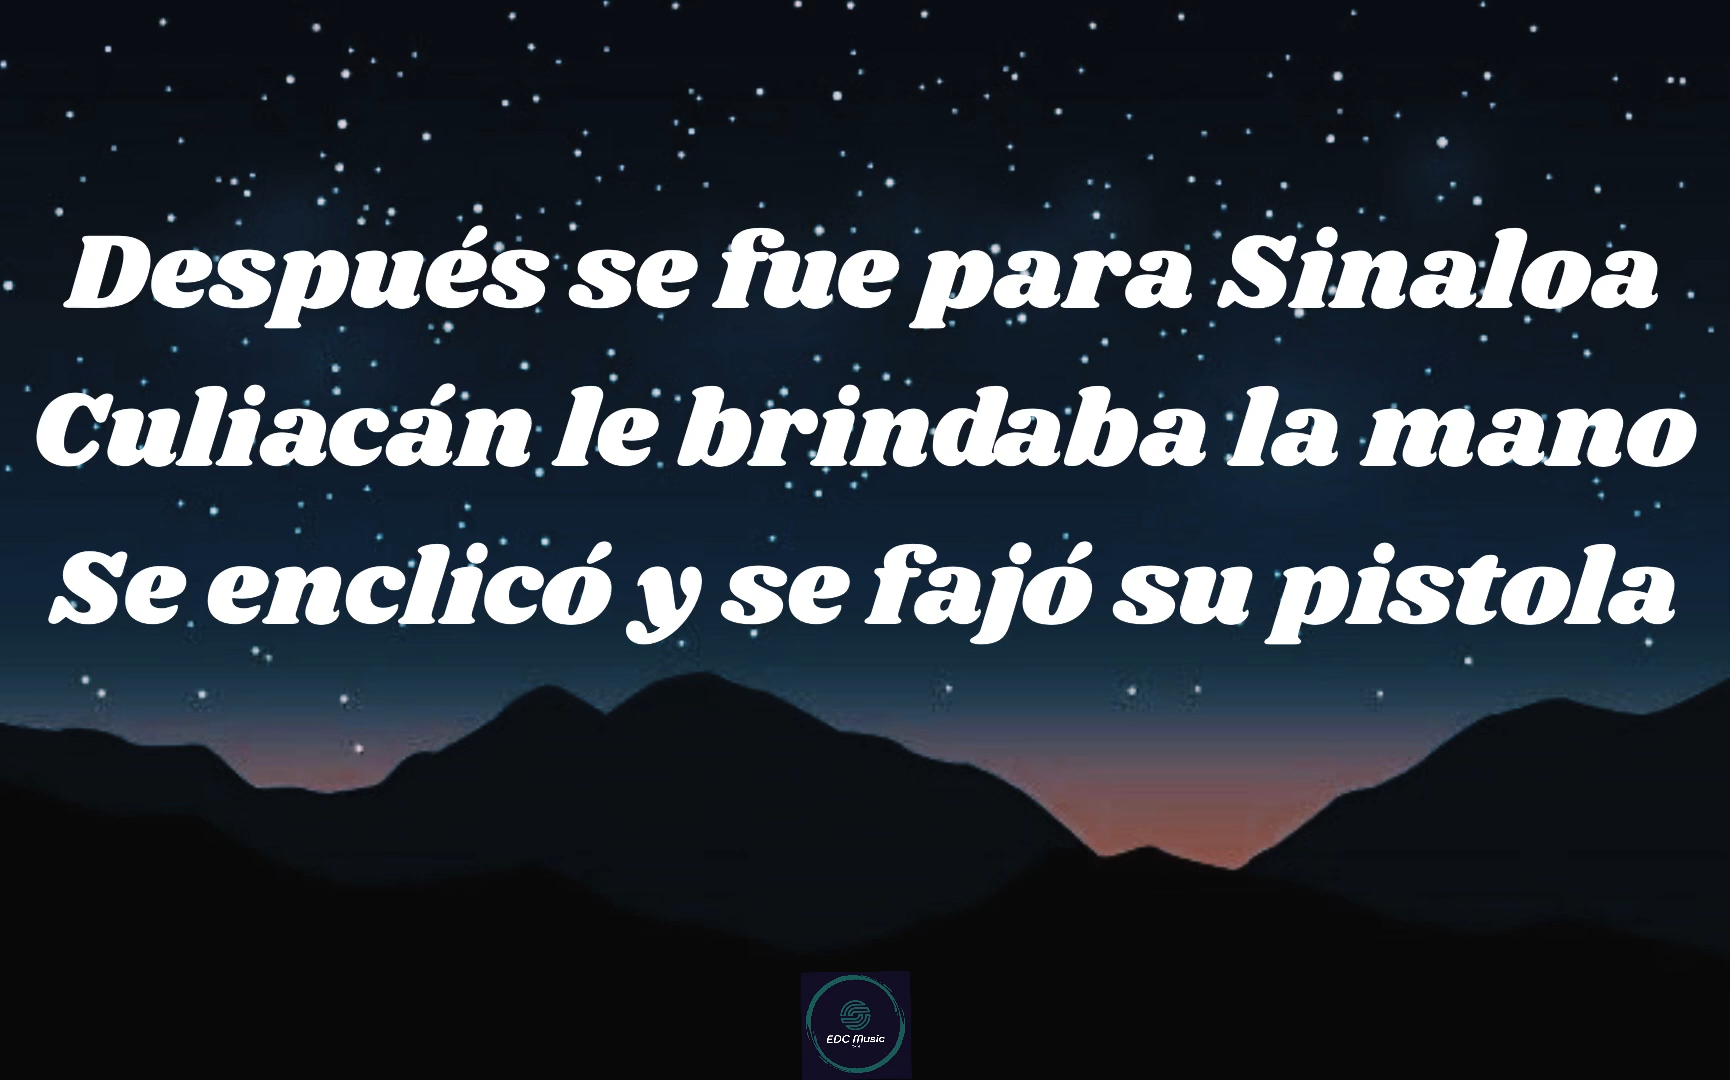 Después se fue para Sinaloa
Culiacán le brindaba la mano
Se enclicó y se fajó su pistola
EDC Music